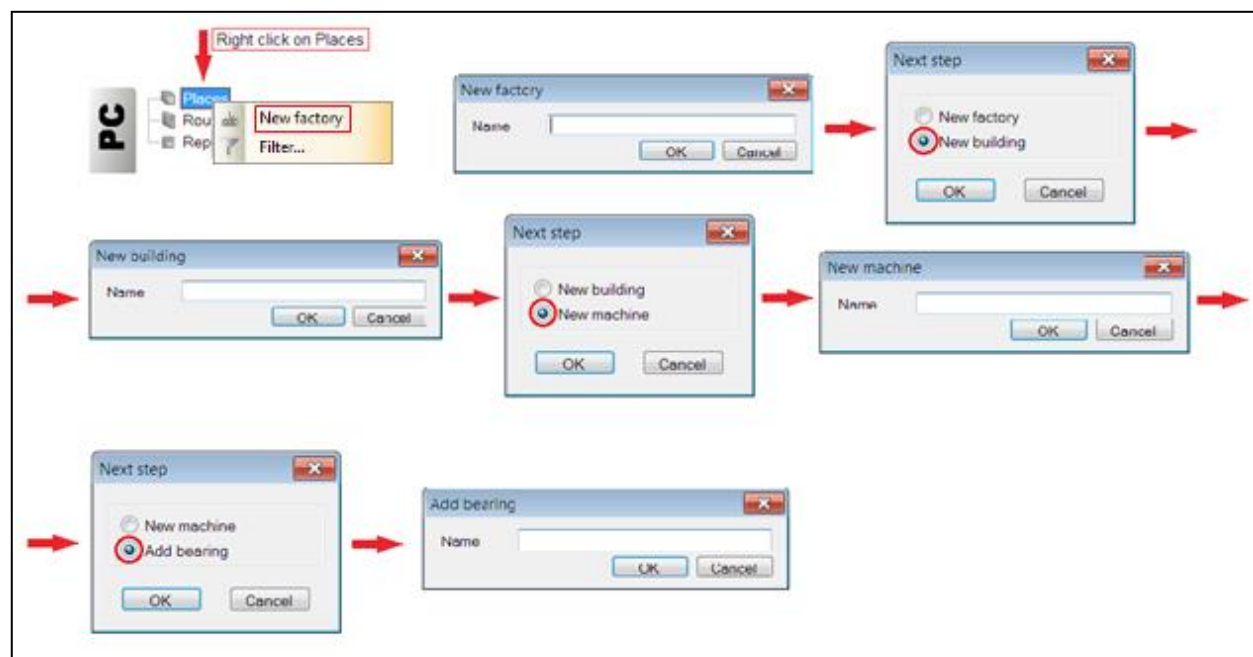 Right click on Places
PC
Places
Rou
New factory
Rep
Filter...
New factory
Name
OK
Cancel
Next step
New factory
New building
OK
Cancel
New building
Name
OK
Cancel
Next step
New building
New machine
OK
Cancel
New machine
Name
OK
Cancel
Next step
New machine
Add bearing
OK
Cancel
Add bearing
Name
OK
Cancel